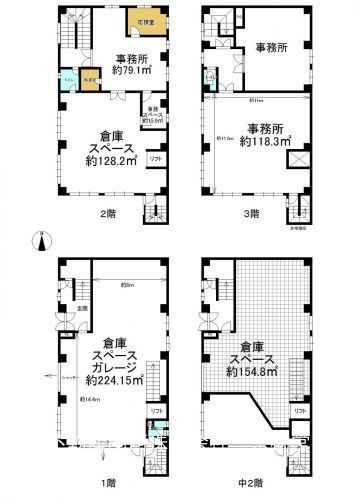 応接室
事務所
約79.1㎡
トイレ
給湯室
事務
スペース
約15.6㎡
倉庫
スペース
約128.2㎡
リフト
2階
事務所
約11m
約11.3m
事務所
約118.3㎡
非常階段
3階
約8m
玄関
倉庫
スペース
ガレージ
約224.15㎡
シャッター
約14.4m
リフト
シャッター
1階
倉庫
スペース
約154.8㎡
リフト
中2階